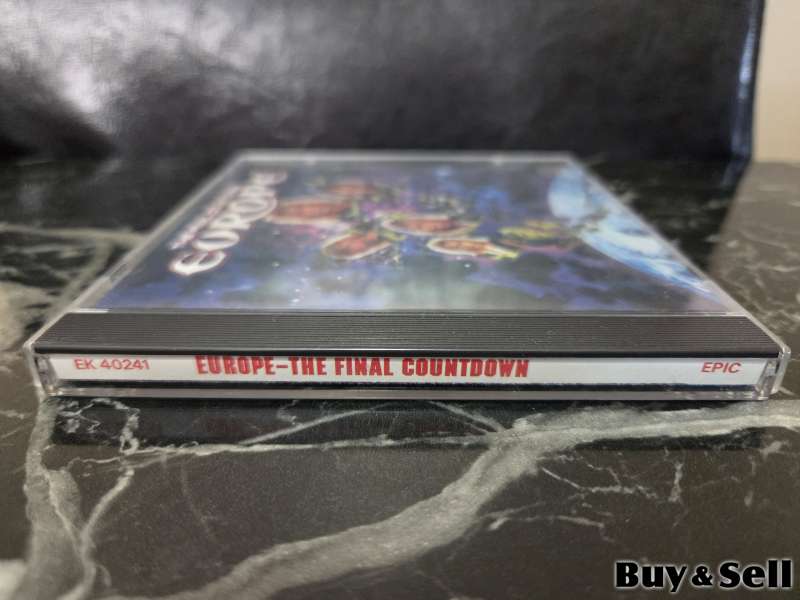 EUROPE
EK 40241 EUROPE-THE FINAL COUNTDOWN EPIC
Buy & Sell